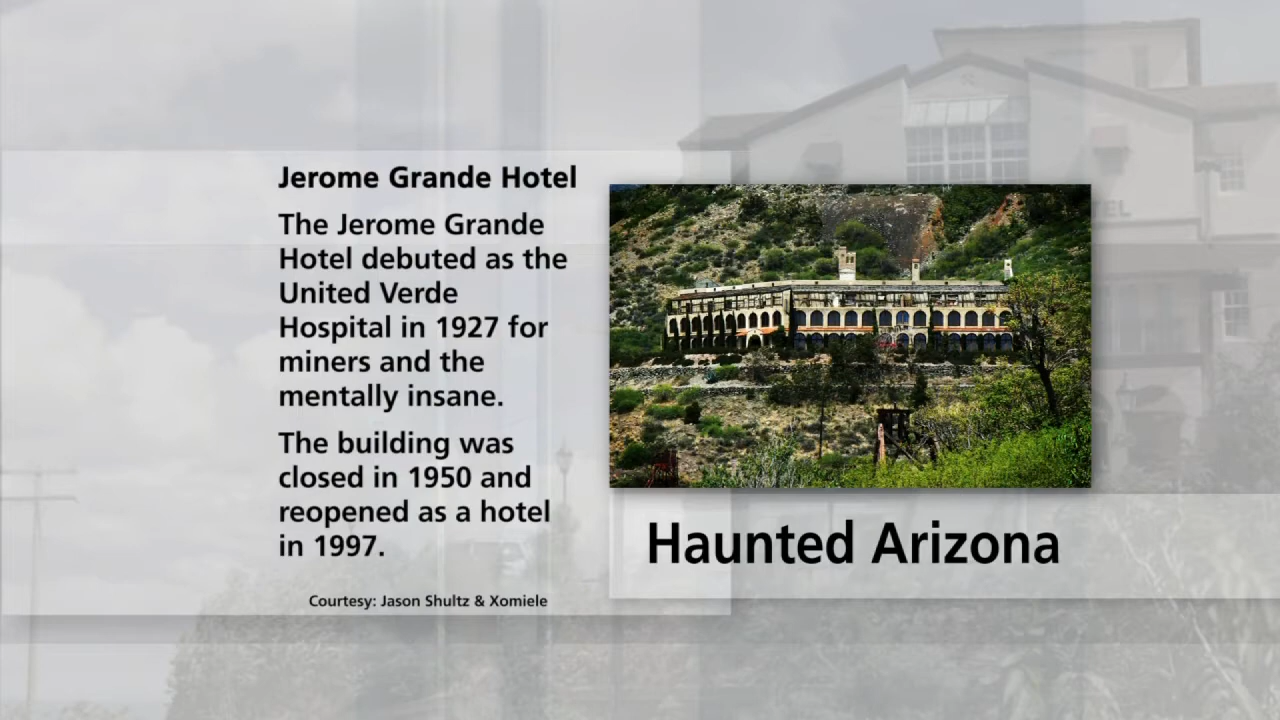 Jerome Grande Hotel
The Jerome Grande
Hotel debuted as the
United Verde
Hospital in 1927 for
miners and the
mentally insane.
The building was
closed in 1950 and
reopened as a hotel
in 1997.
Courtesy: Jason Shultz & Xomiele
Haunted Arizona